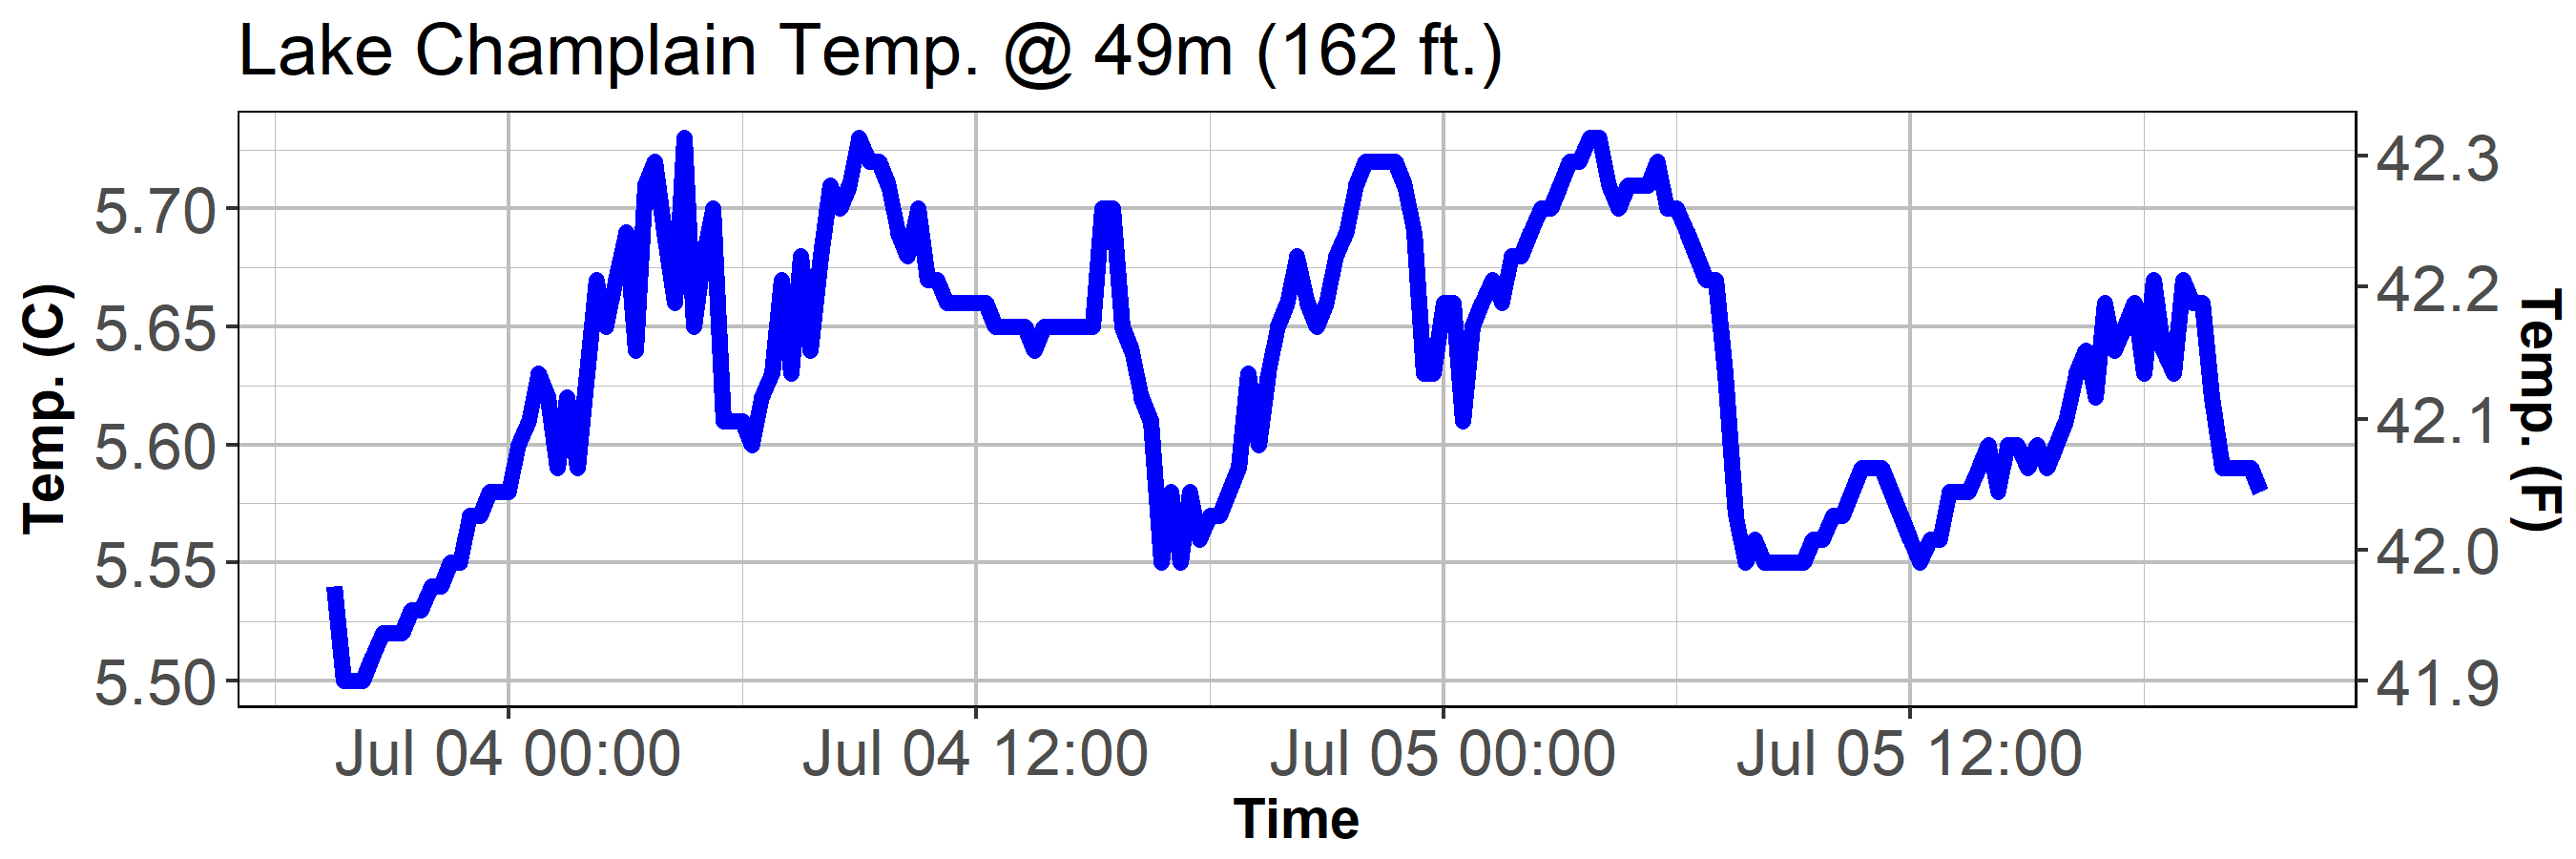 Lake Champlain Temp. @ 49m (162 ft.)
Temp. (C)
5.70
5.65
5.60
5.55
5.50
42.3
42.2
42.1
42.0
41.9
Temp. (F)
Jul 04 00:00
Jul 04 12:00
Jul 05 00:00
Jul 05 12:00
Time